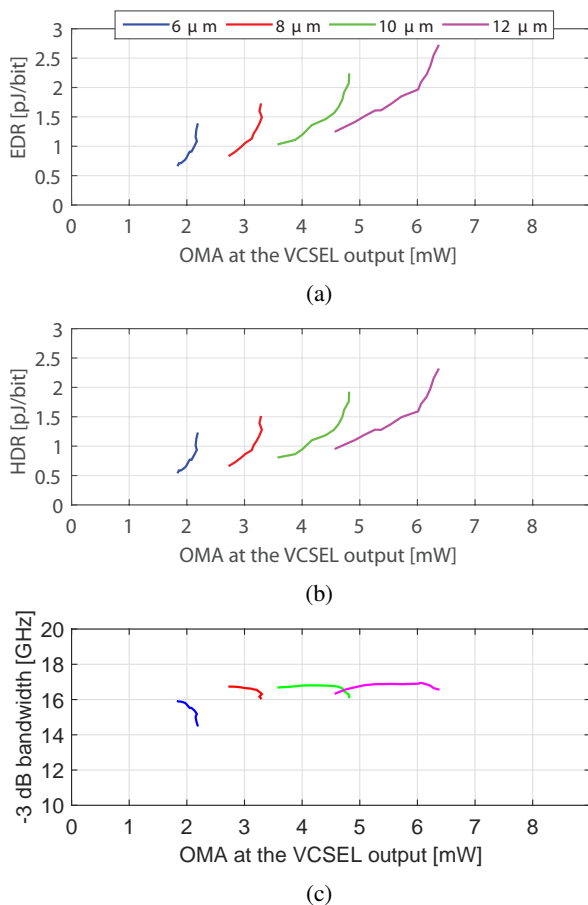 6 µ m 8 µ m 10 µ m 12 µ m
3
2.5
2
1.5
1
0.5
0
EDR [pJ/bit]
0 1 2 3 4 5 6 7 8
OMA at the VCSEL output [mW]
(a)
3
2.5
2
1.5
1
0.5
0
HDR [pJ/bit]
0 1 2 3 4 5 6 7 8
OMA at the VCSEL output [mW]
(b)
20
18
16
14
12
10
-3 dB bandwidth [GHz]
0 1 2 3 4 5 6 7 8
OMA at the VCSEL output [mW]
(c)